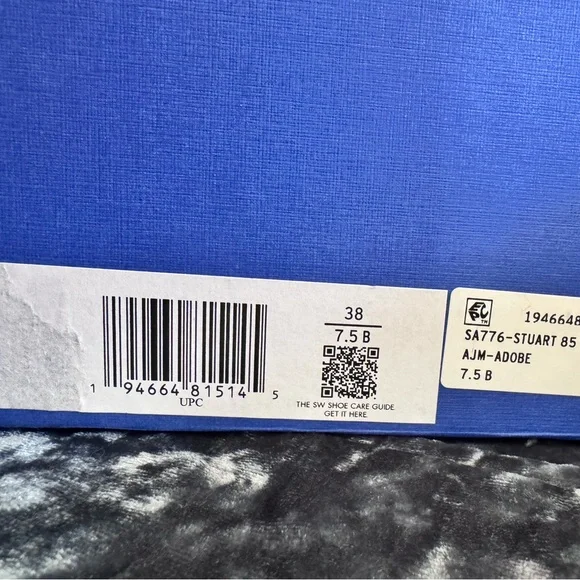 38
7.5 B
1 94664 81514 5
UPC
THE SW SHOE CARE GUIDE.
GET IT HERE.
1946648
SA776-STUART 85
AJM-ADOBE
7.5 B